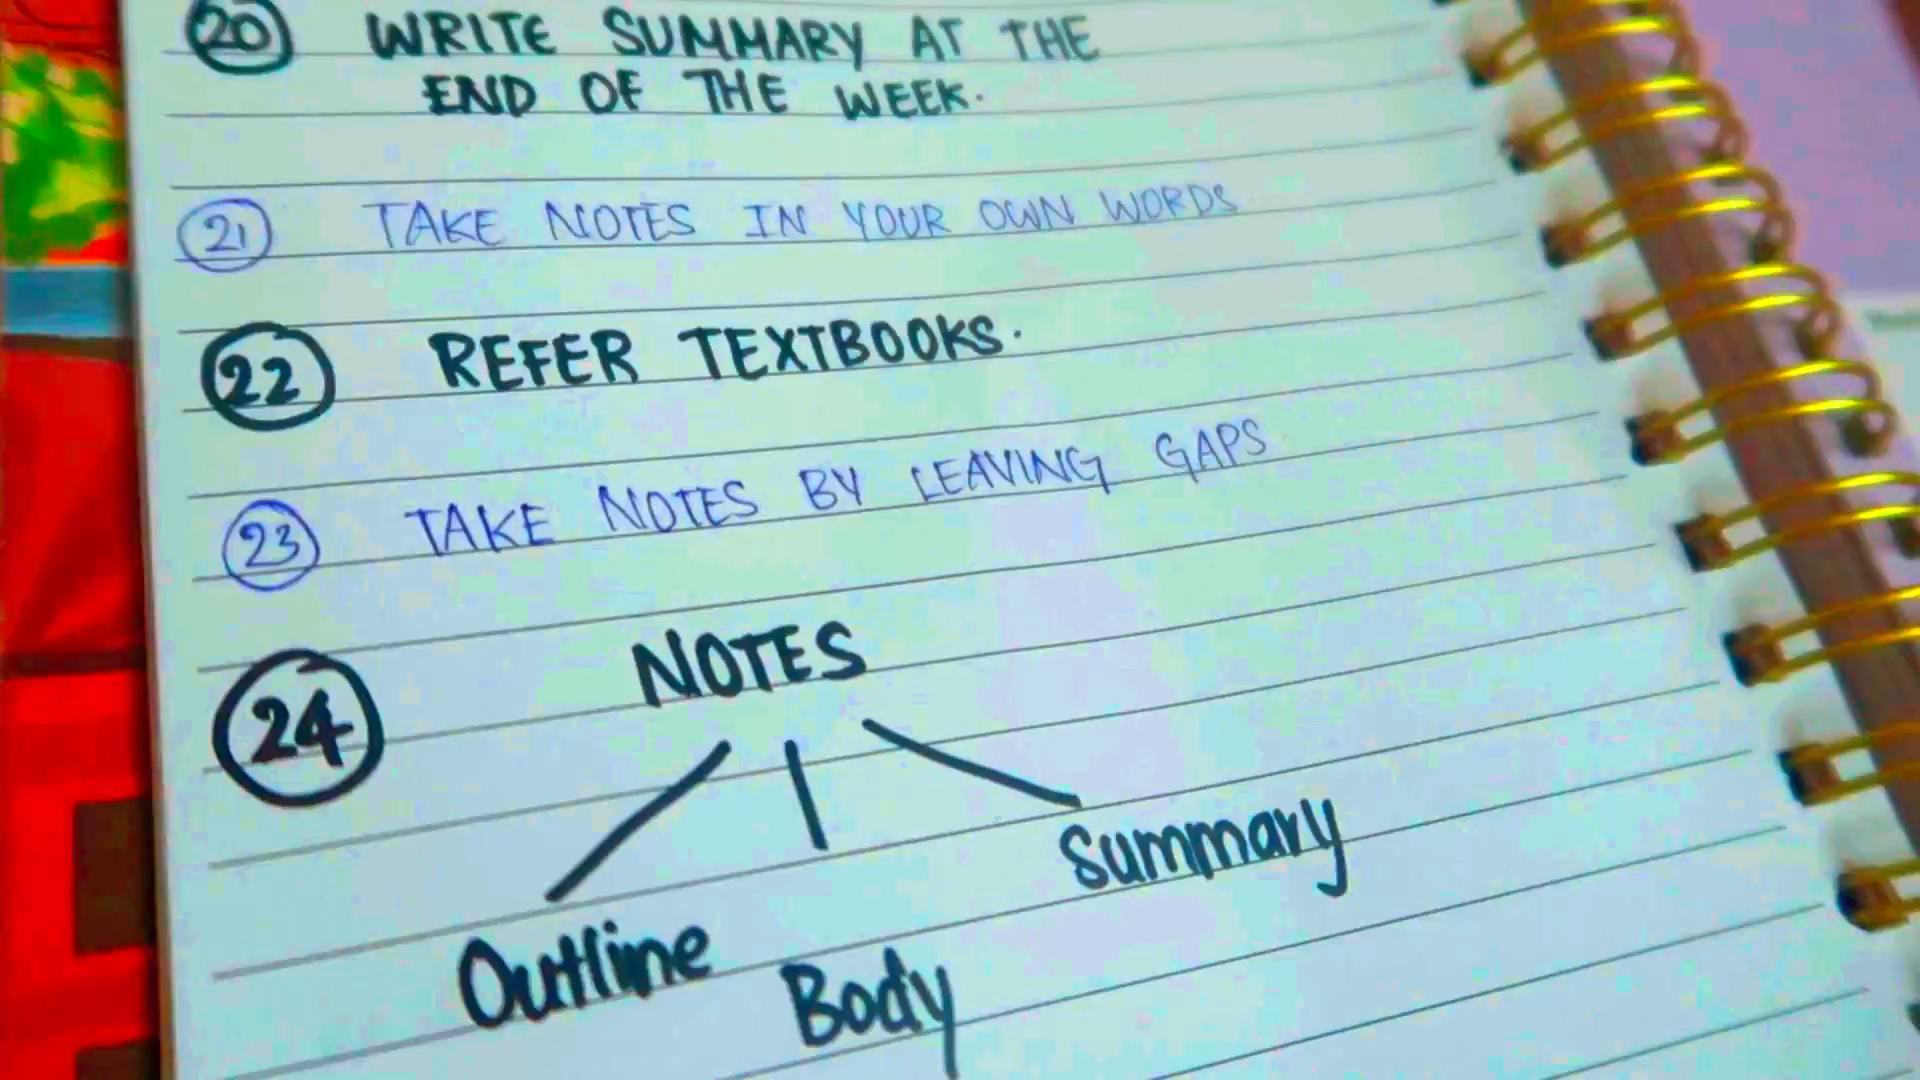 20 WRITE SUMMARY AT THE
END OF THE WEEK.
21 TAKE NOTES IN YOUR OWN WORDS
22 REFER TEXTBOOKS.
23 TAKE NOTES BY LEAVING GAPS
24 NOTES
Summary
Outline
Body